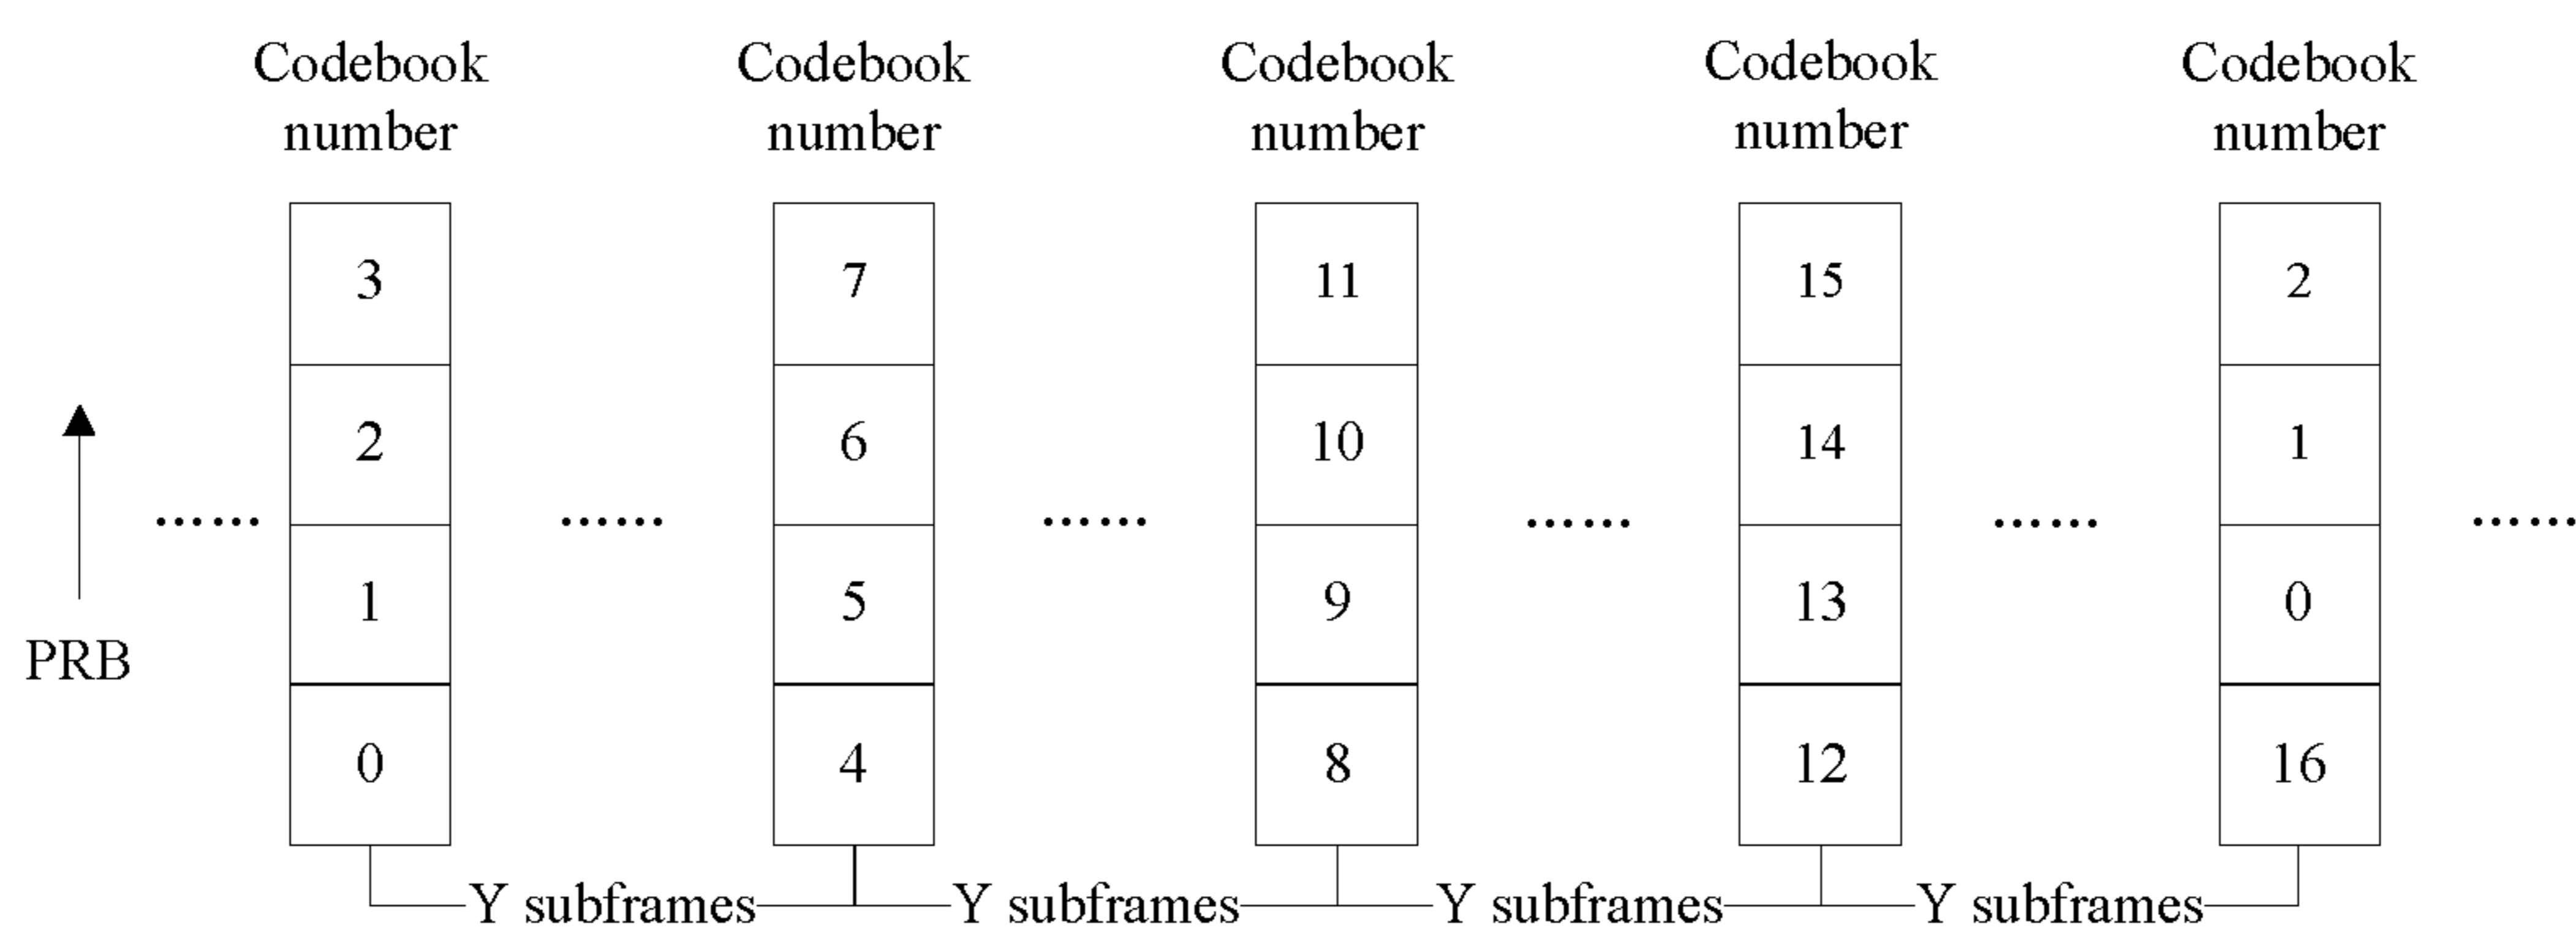 Codebook Codebook Codebook Codebook Codebook
number number number number number
3 7 11 15 2
2 6 10 14 1
...... ...... ...... ...... ...... ......
1 5 9 13 0
PRB
0 4 8 12 16
Y subframes Y subframes Y subframes Y subframes